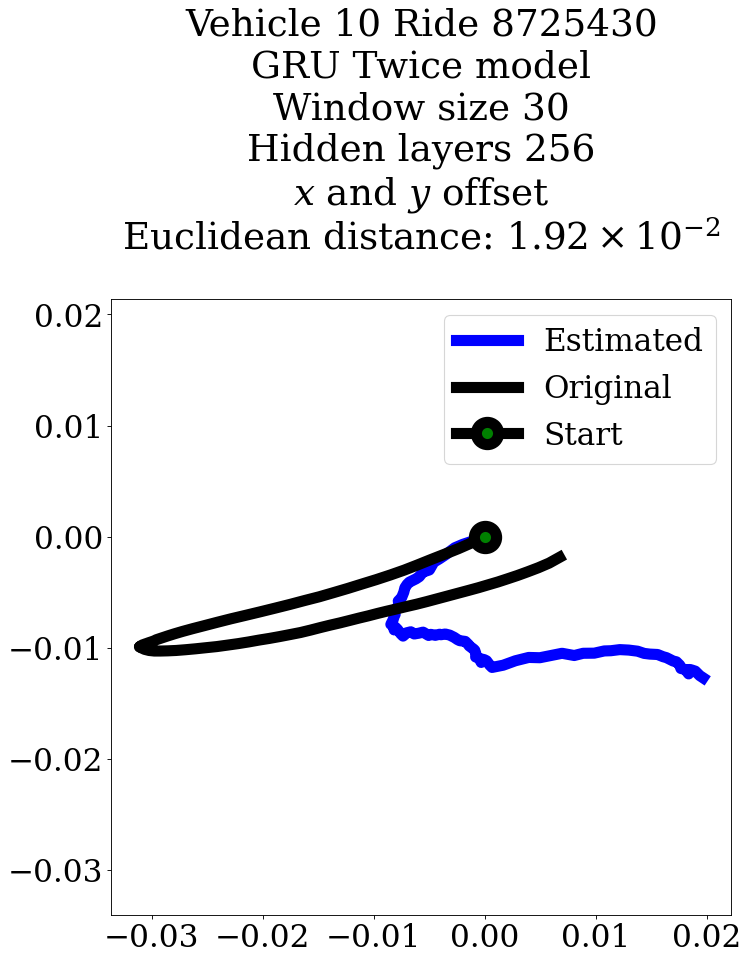 Vehicle 10 Ride 8725430
GRU Twice model
Window size 30
Hidden layers 256
x and y offset
Euclidean distance: 1.92 × 10⁻²
Estimated
Original
Start
0.02
0.01
0.00
−0.01
−0.02
−0.03
−0.03 −0.02 −0.01 0.00 0.01 0.02